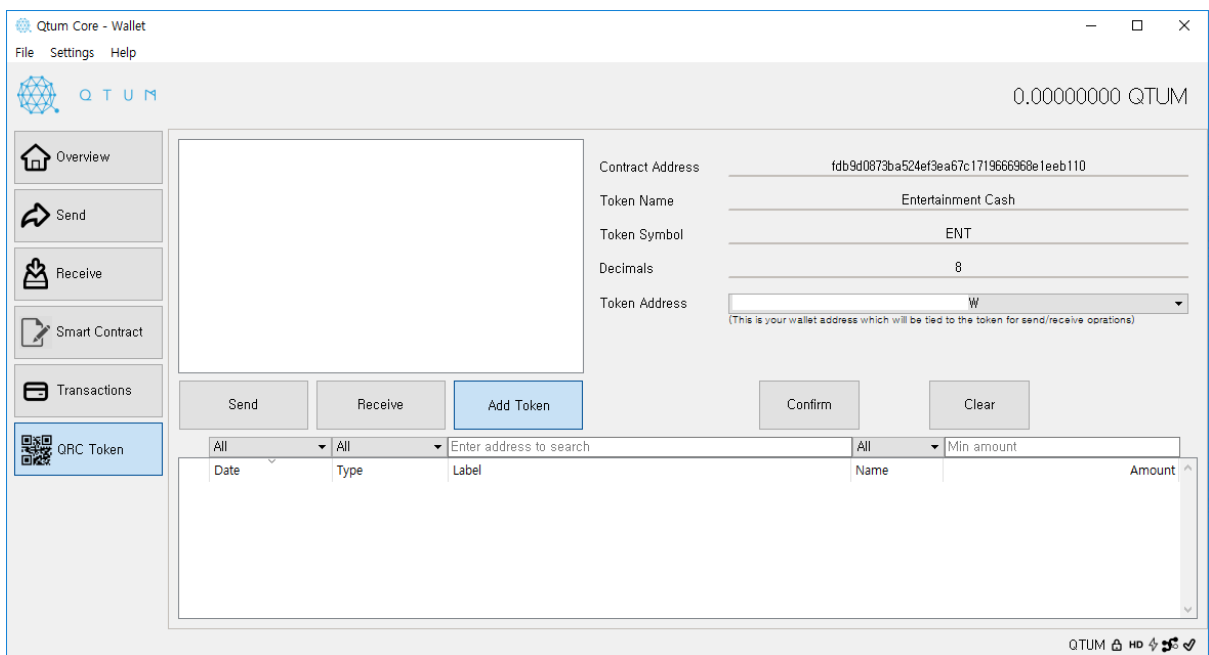 Qtum Core - Wallet
File Settings Help
QTUM
0.00000000 QTUM
Overview
Send
Receive
Smart Contract
Transactions
QRC Token
Contract Address fdb9d0873ba524ef3ea67c1719666968e1eeb110
Token Name Entertainment Cash
Token Symbol ENT
Decimals 8
Token Address W
(This is your wallet address which will be tied to the token for send/receive oprations)
Send Receive Add Token Confirm Clear
All All Enter address to search All Min amount
Date Type Label Name Amount
QTUM HD